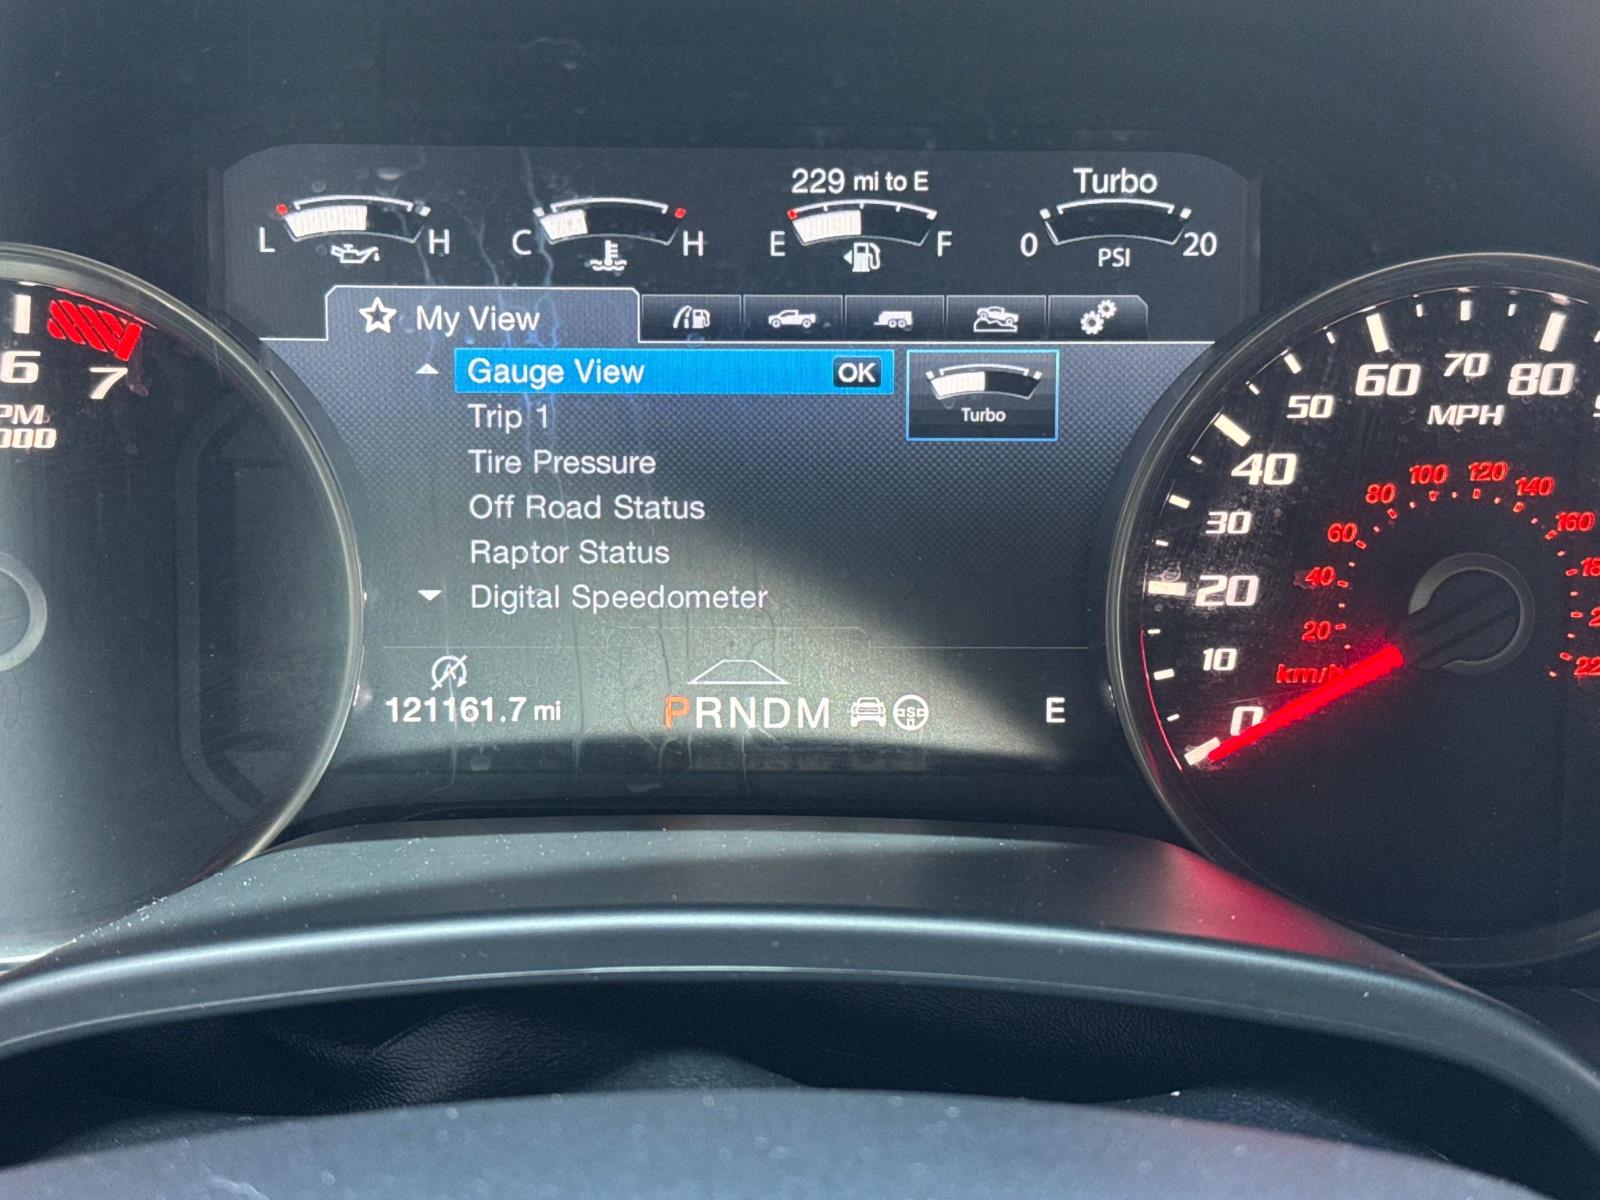 229 mi to E
Turbo
L H
C H
E F
0 PSI 20
My View
Gauge View OK
Turbo
Trip 1
Tire Pressure
Off Road Status
Raptor Status
Digital Speedometer
121161.7 mi
PRNDM
S
E
6
7
000
0
10
20
30
40
50
60
70
80
MPH
20
40
60
80
100
120
140
160
km/h